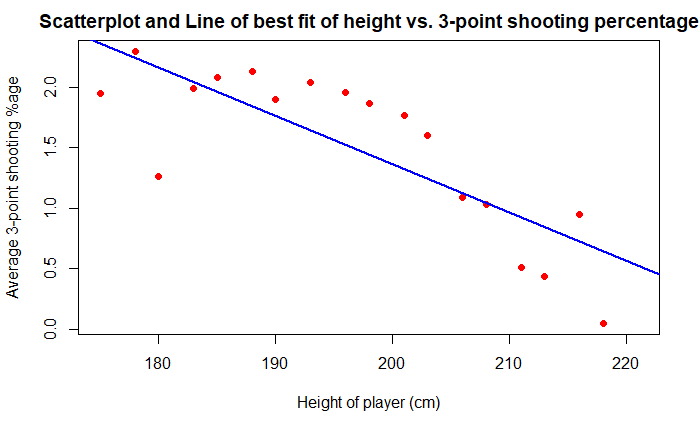 Scatterplot and Line of best fit of height vs. 3-point shooting percentage
Average 3-point shooting %age
2.0
1.5
1.0
0.5
0.0
180 190 200 210 220
Height of player (cm)